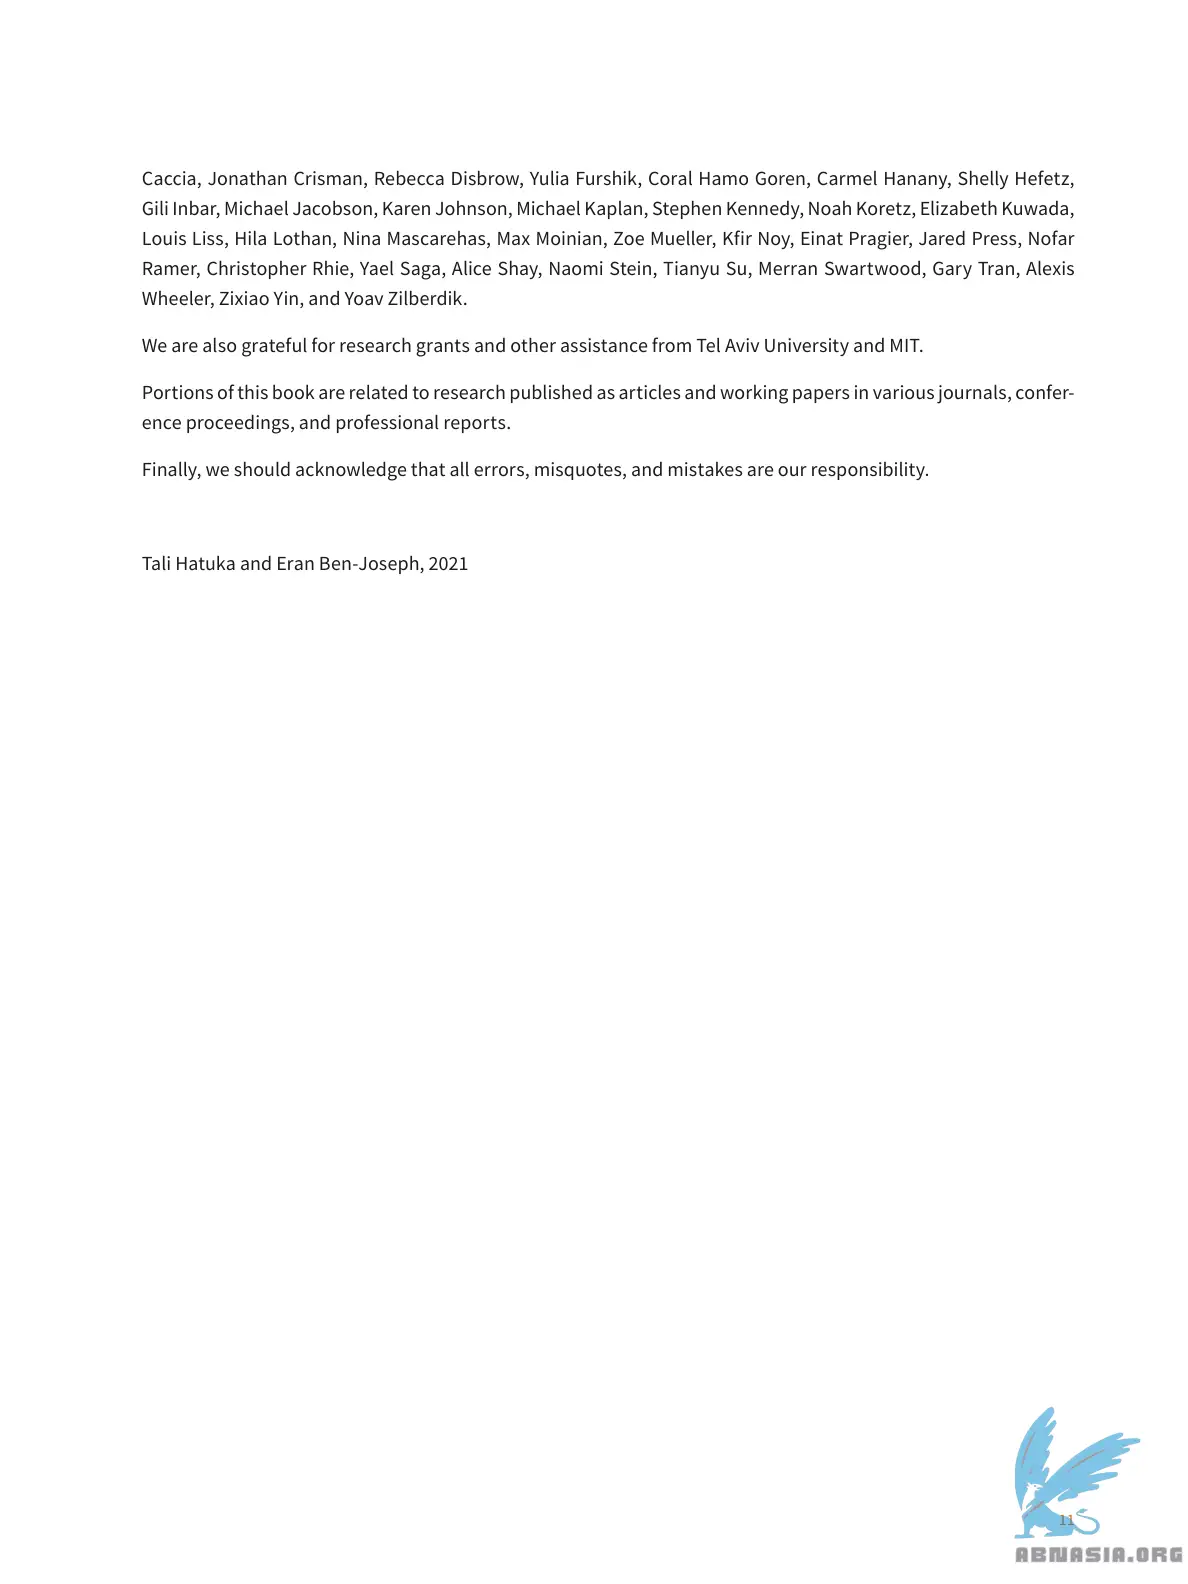 Caccia, Jonathan Crisman, Rebecca Disbrow, Yulia Furshik, Coral Hamo Goren, Carmel Hanany, Shelly Hefetz,
Gili Inbar, Michael Jacobson, Karen Johnson, Michael Kaplan, Stephen Kennedy, Noah Koretz, Elizabeth Kuwada,
Louis Liss, Hila Lothan, Nina Mascarehas, Max Moinian, Zoe Mueller, Kfir Noy, Einat Pragier, Jared Press, Nofar
Ramer, Christopher Rhie, Yael Saga, Alice Shay, Naomi Stein, Tianyu Su, Merran Swartwood, Gary Tran, Alexis
Wheeler, Zixiao Yin, and Yoav Zilberdik.
We are also grateful for research grants and other assistance from Tel Aviv University and MIT.
Portions of this book are related to research published as articles and working papers in various journals, confer-
ence proceedings, and professional reports.
Finally, we should acknowledge that all errors, misquotes, and mistakes are our responsibility.
Tali Hatuka and Eran Ben-Joseph, 2021
11
ABNASIA.ORG